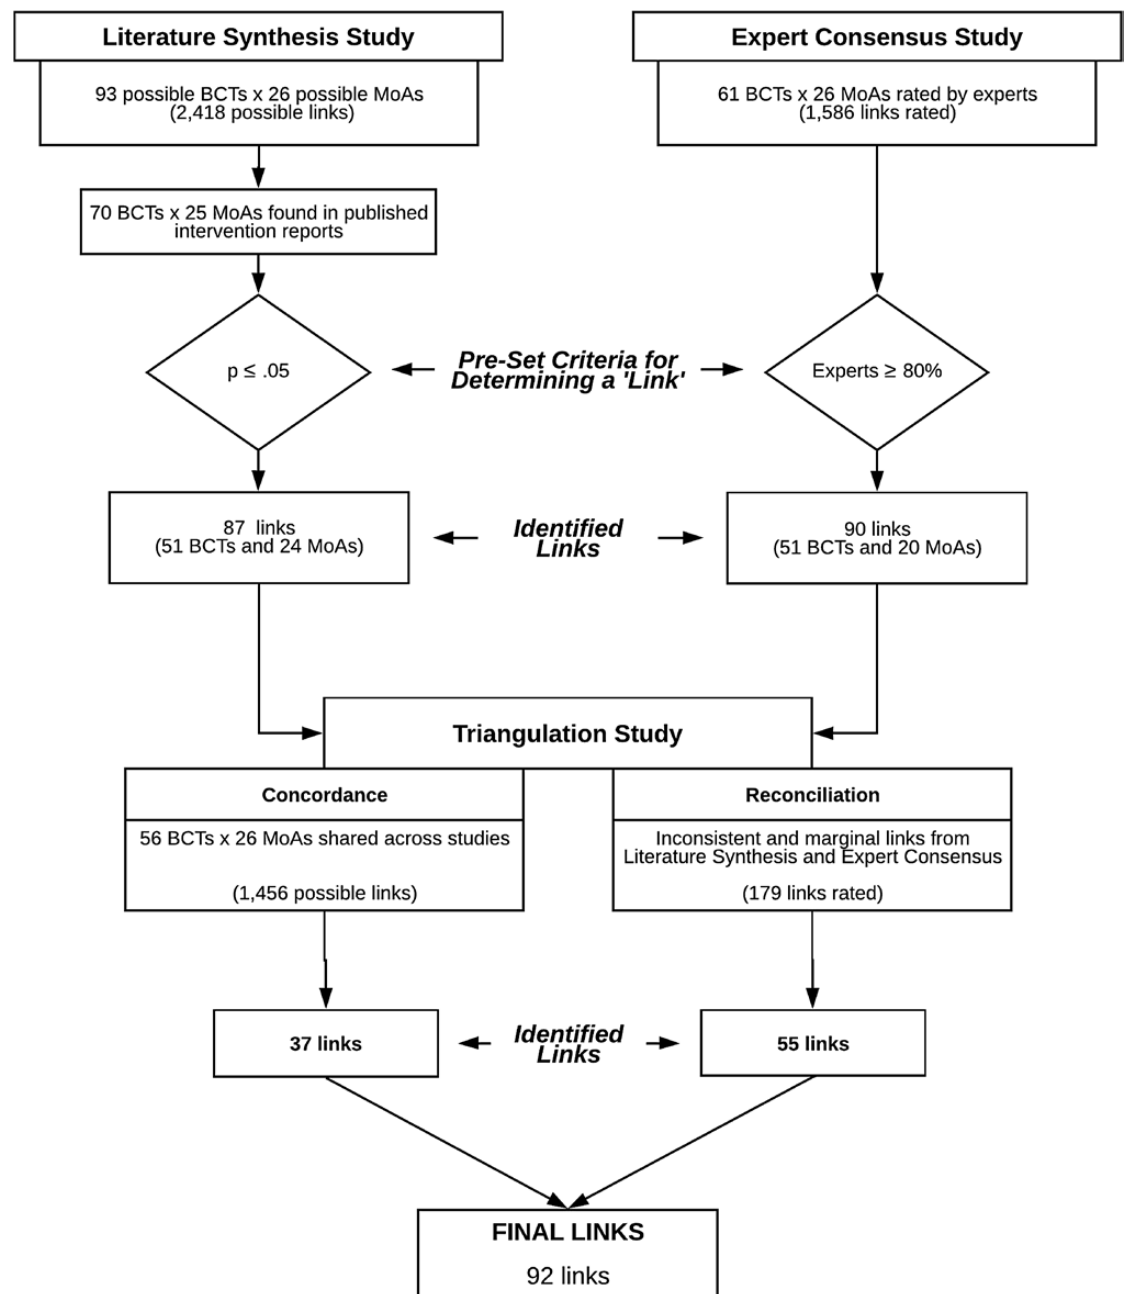 Literature Synthesis Study
93 possible BCTs x 26 possible MoAs
(2,418 possible links)
70 BCTs x 25 MoAs found in published
intervention reports
p ≤ .05
87 links
(51 BCTs and 24 MoAs)
Expert Consensus Study
61 BCTs x 26 MoAs rated by experts
(1,586 links rated)
Experts ≥ 80%
90 links
(51 BCTs and 20 MoAs)
Pre-Set Criteria for
Determining a 'Link'
Identified
Links
Triangulation Study
Concordance
56 BCTs x 26 MoAs shared across studies
(1,456 possible links)
37 links
Reconciliation
Inconsistent and marginal links from
Literature Synthesis and Expert Consensus
(179 links rated)
55 links
Identified
Links
FINAL LINKS
92 links